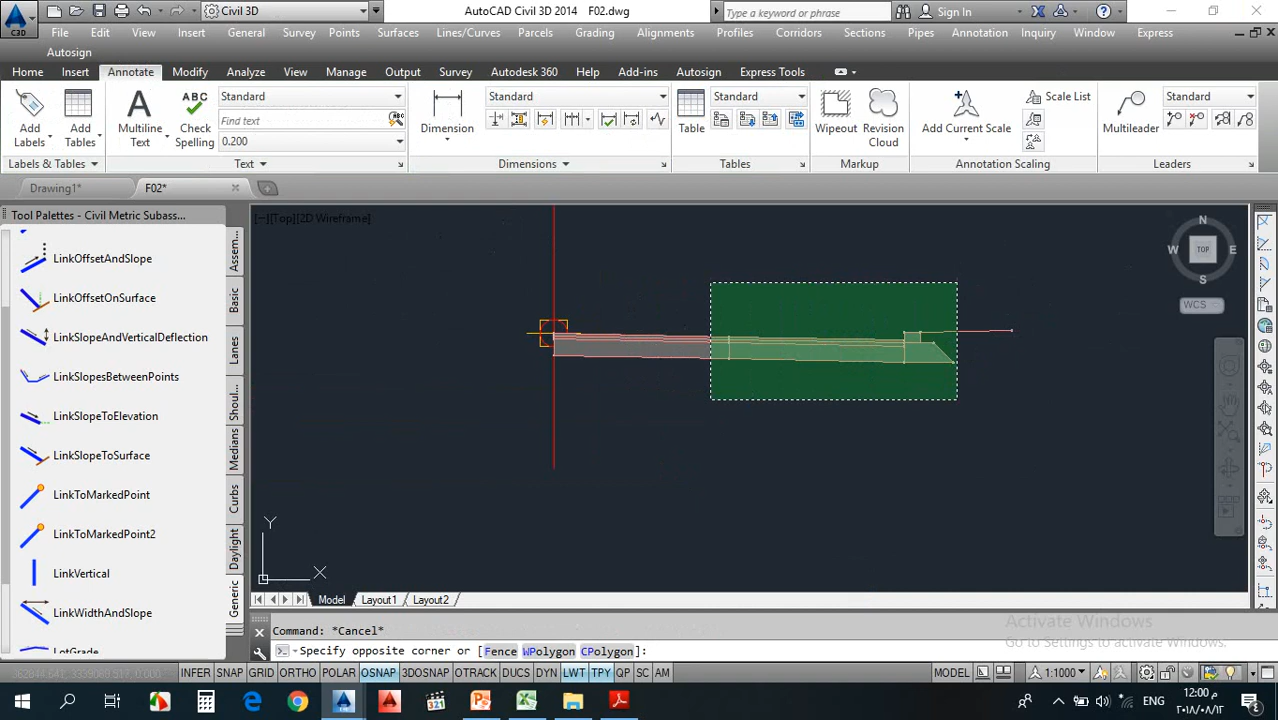 Civil 3D
AutoCAD Civil 3D 2014 F02.dwg
Type a keyword or phrase
Sign In
C3D
File Edit View Insert General Survey Points Surfaces Lines/Curves Parcels Grading Alignments Profiles Corridors Sections Pipes Annotation Inquiry Window Express
Autosign
Home Insert Annotate Modify Analyze View Manage Output Survey Autodesk 360 Help Add-ins Autosign Express Tools
Add Labels
Add Tables
Labels & Tables
Multiline Text
ABC
Check Spelling
Standard
Find text
0.200
Text
Dimension
Standard
Dimensions
Table
Standard
Tables
Wipeout
Revision Cloud
Markup
Add Current Scale
Scale List
Annotation Scaling
Multileader
Standard
Leaders
Drawing1*
F02*
Tool Palettes - Civil Metric Subass...
LinkOffsetAndSlope
LinkOffsetOnSurface
LinkSlopeAndVerticalDeflection
LinkSlopesBetweenPoints
LinkSlopeToElevation
LinkSlopeToSurface
LinkToMarkedPoint
LinkToMarkedPoint2
LinkVertical
LinkWidthAndSlope
LotGrade
Assem...
Basic
Lanes
Shoul...
Medians
Curbs
Daylight
Generic
[−][Top][2D Wireframe]
N
W TOP E
S
WCS
Y
X
Model Layout1 Layout2
Command: *Cancel*
Specify opposite corner or [Fence WPolygon CPolygon]:
Activate Windows
Go to Settings to activate Windows.
INFER SNAP GRID ORTHO POLAR OSNAP 3DOSNAP OTRACK DUCS DYN LWT TPY QP SC AM
MODEL
1:1000
ENG
12:00 م
٢٠١٨/٠٨/١٢